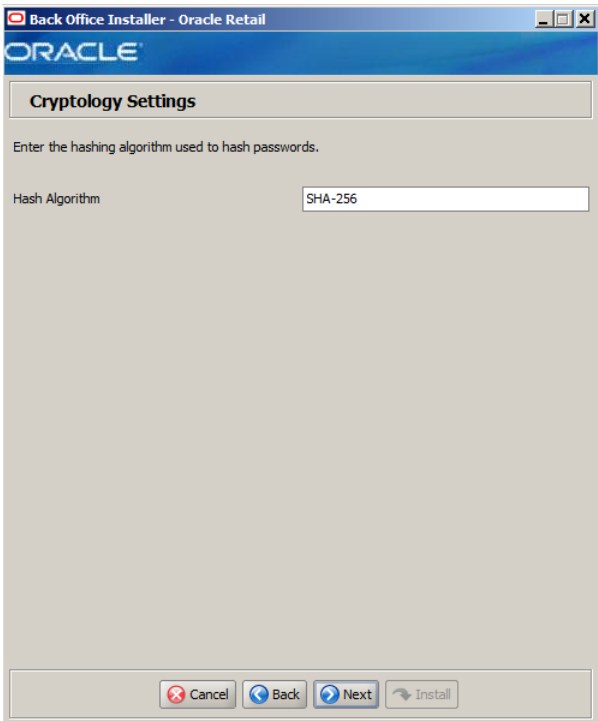 Back Office Installer - Oracle Retail
ORACLE
Cryptology Settings
Enter the hashing algorithm used to hash passwords.
Hash Algorithm SHA-256
Cancel Back Next Install